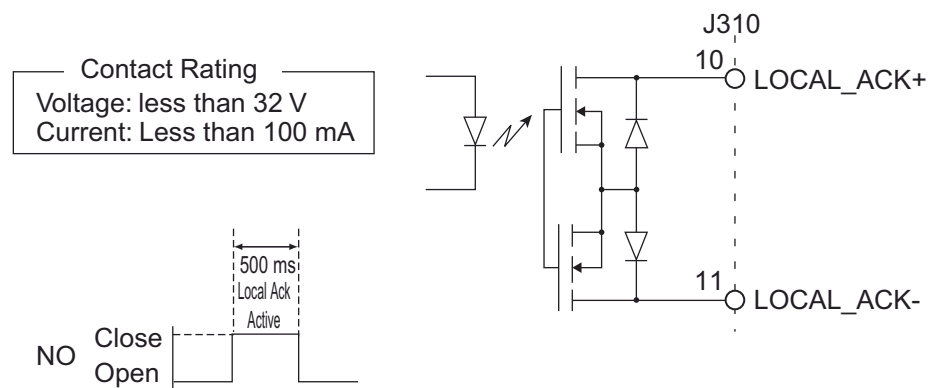 J310
10 LOCAL_ACK+
Contact Rating
Voltage: less than 32 V
Current: Less than 100 mA
11 LOCAL_ACK-
500 ms
Local Ack
Active
NO
Close
Open